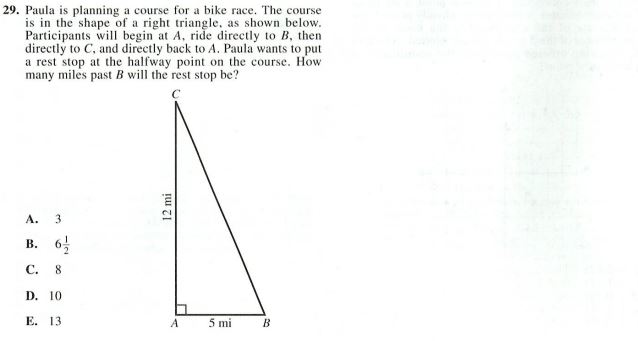 29. Paula is planning a course for a bike race. The course
is in the shape of a right triangle, as shown below.
Participants will begin at A, ride directly to B, then
directly to C, and directly back to A. Paula wants to put
a rest stop at the halfway point on the course. How
many miles past B will the rest stop be?
C
12 mi
A 5 mi B
A. 3
B. 6 1/2
C. 8
D. 10
E. 13